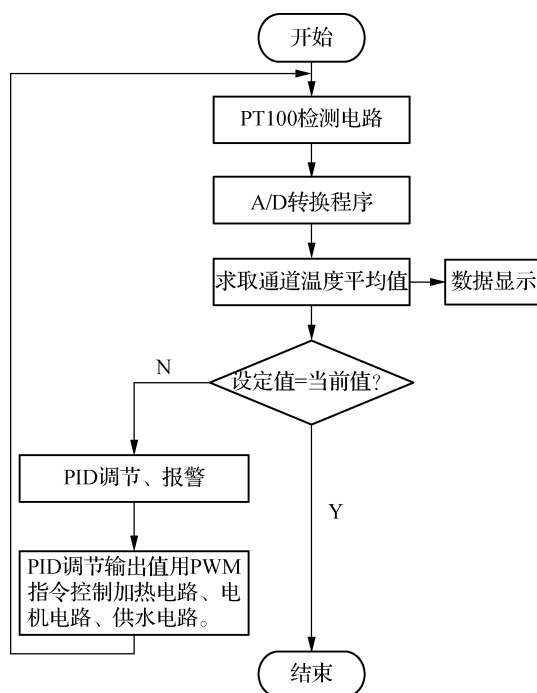 开始
PT100检测电路
A/D转换程序
求取通道温度平均值
数据显示
设定值=当前值?
N
PID调节、报警
Y
PID调节输出值用PWM
指令控制加热电路、电
机电路、供水电路。
结束